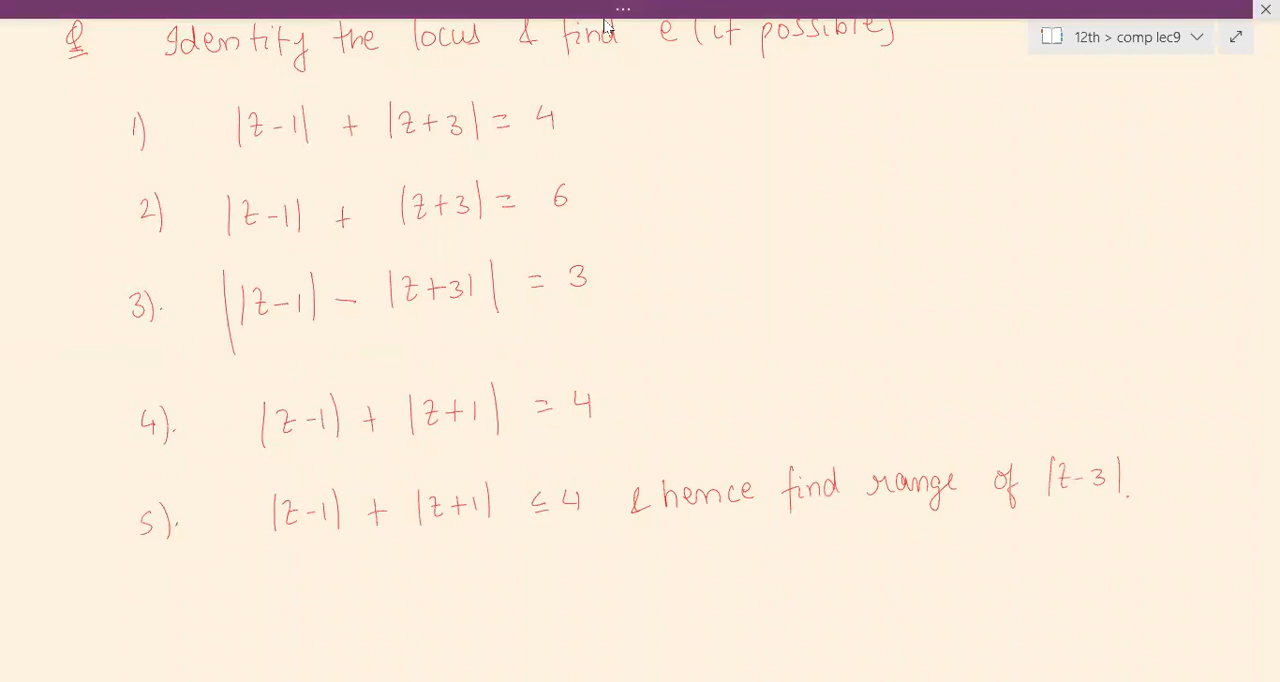 Q Identify the locus & find e (if possible)
12th > comp lec9
1) |z-1| + |z+3| = 4
2) |z-1| + |z+3| = 6
3). ||z-1| - |z+3|| = 3
4). |z-1| + |z+1| = 4
5). |z-1| + |z+1| ≤ 4 & hence find range of |z-3|.